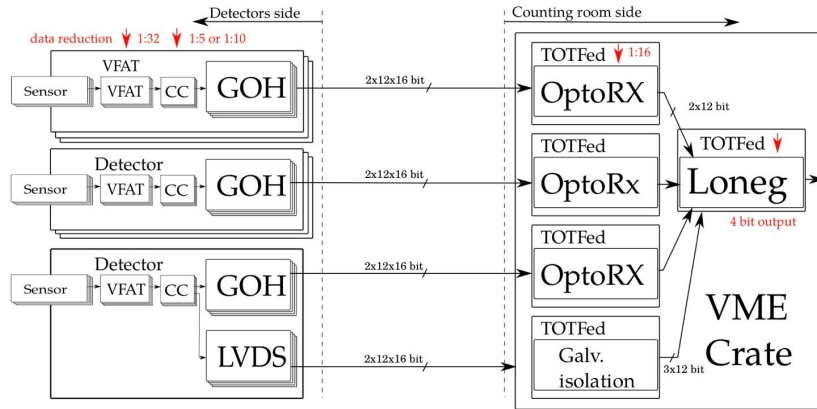 Detectors side
Counting room side
data reduction 1:32 1:5 or 1:10
VFAT
Sensor
VFAT
CC
GOH
2x12x16 bit
TOTFed 1:16
OptoRX
2x12 bit
Detector
Sensor
VFAT
CC
GOH
2x12x16 bit
TOTFed
OptoRx
TOTFed
Loneg
4 bit output
Detector
Sensor
VFAT
CC
GOH
2x12x16 bit
TOTFed
OptoRX
LVDS
2x12x16 bit
TOTFed
Galv.
isolation
3x12 bit
VME
Crate